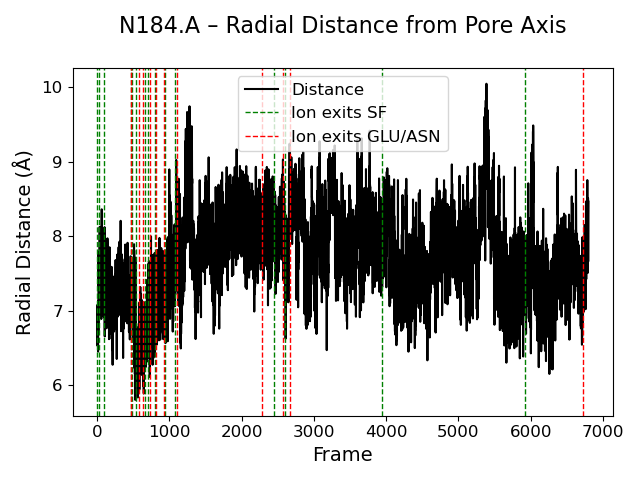 N184.A – Radial Distance from Pore Axis
Distance
Ion exits SF
Ion exits GLU/ASN
Radial Distance (Å)
10
9
8
7
6
0 1000 2000 3000 4000 5000 6000 7000
Frame